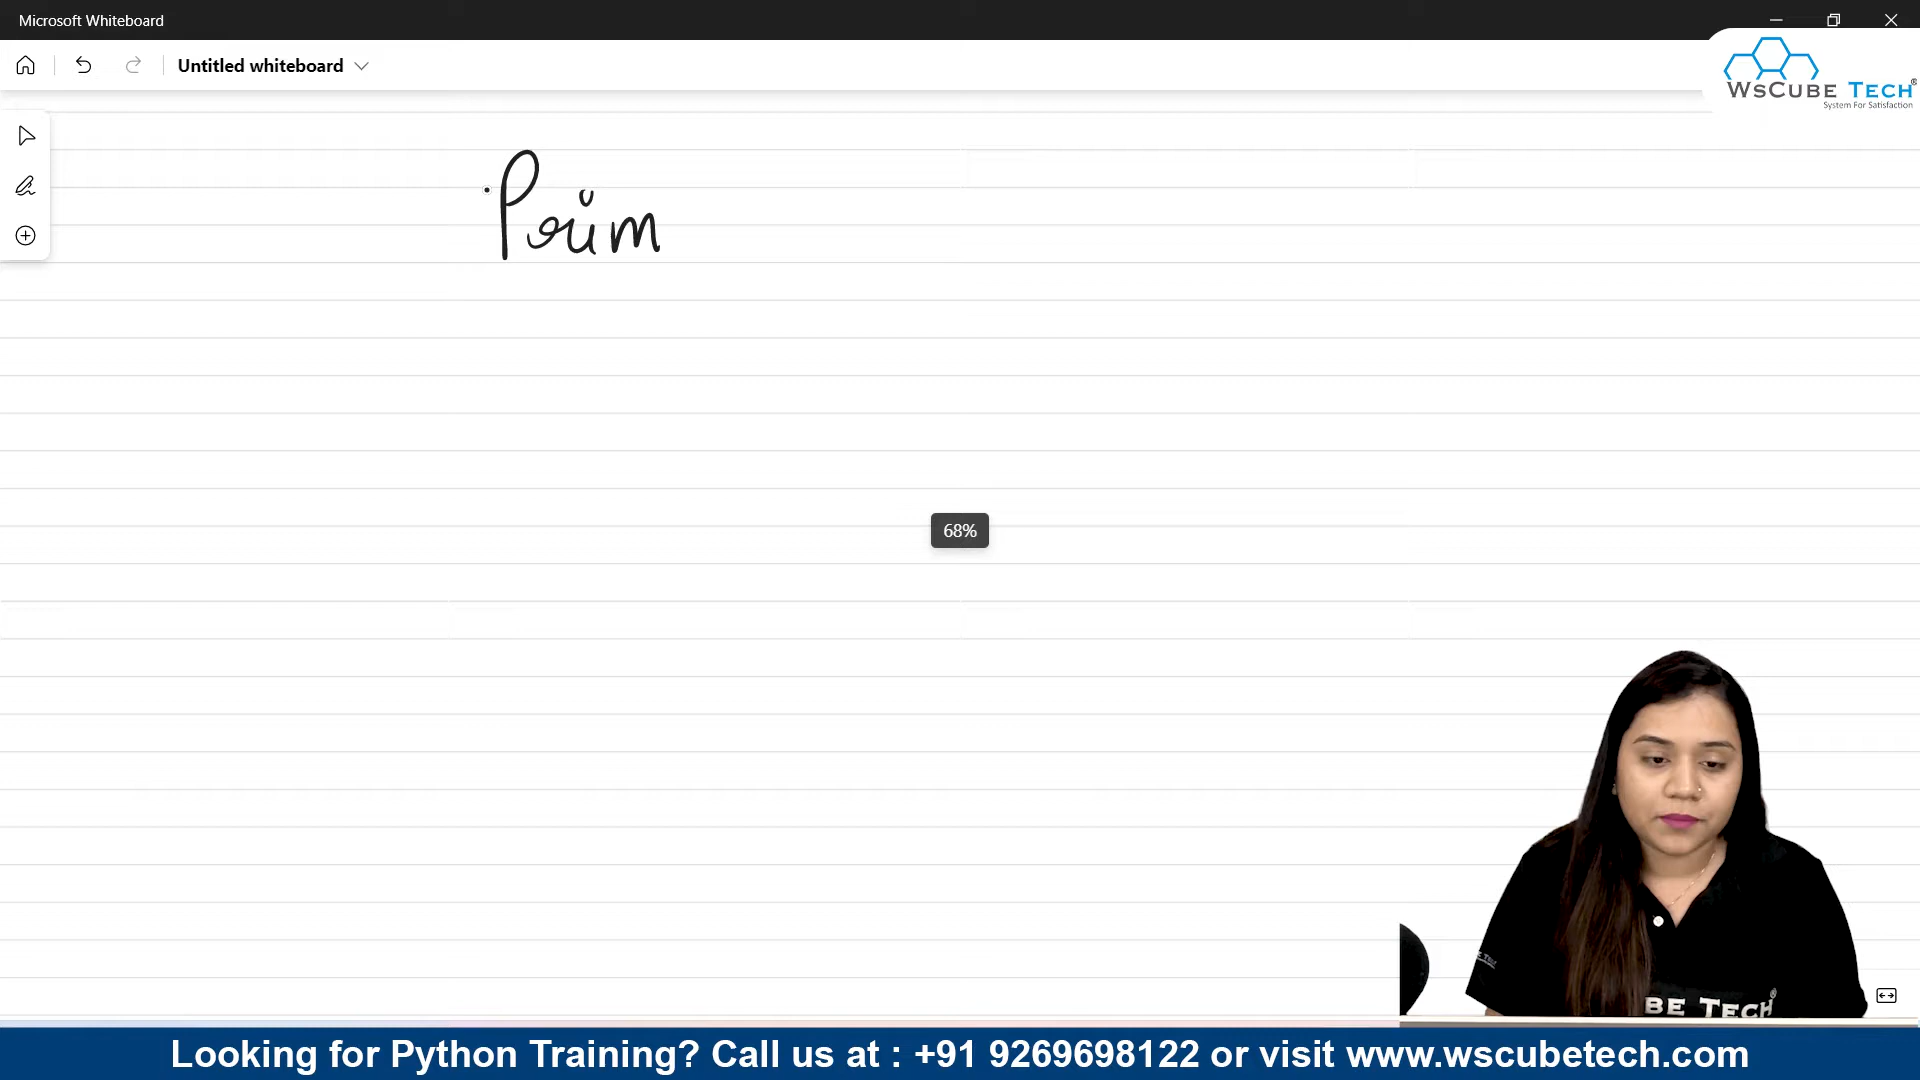 Microsoft Whiteboard
Untitled whiteboard
WsCube Tech®
System For Satisfaction
Prim
68%
BE TECH®
Looking for Python Training? Call us at : +91 9269698122 or visit www.wscubetech.com